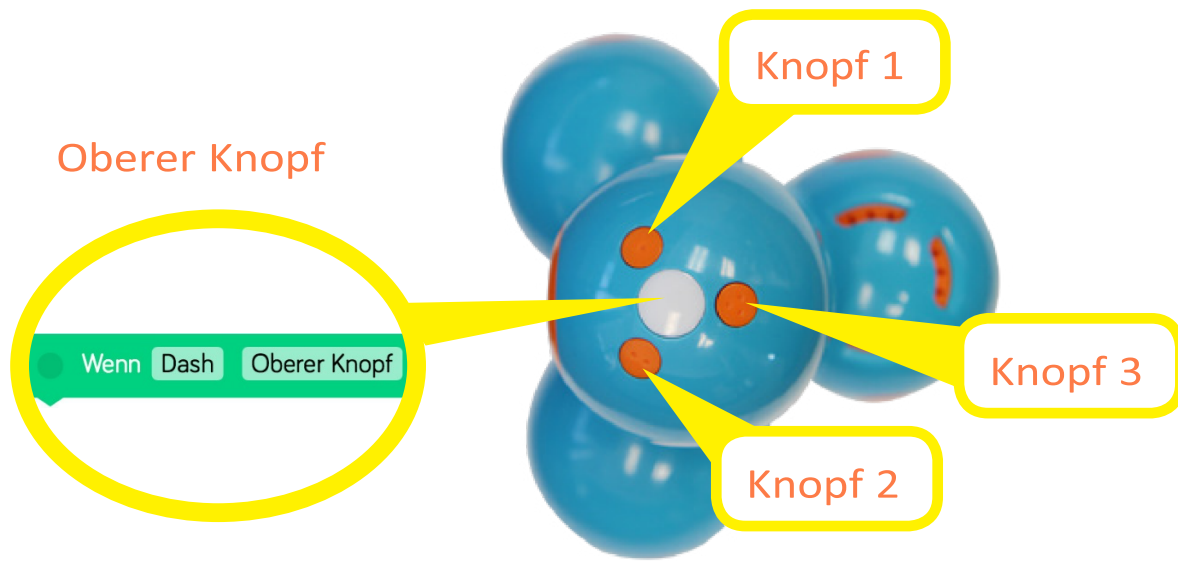 Knopf 1
Oberer Knopf
Wenn Dash Oberer Knopf
Knopf 3
Knopf 2